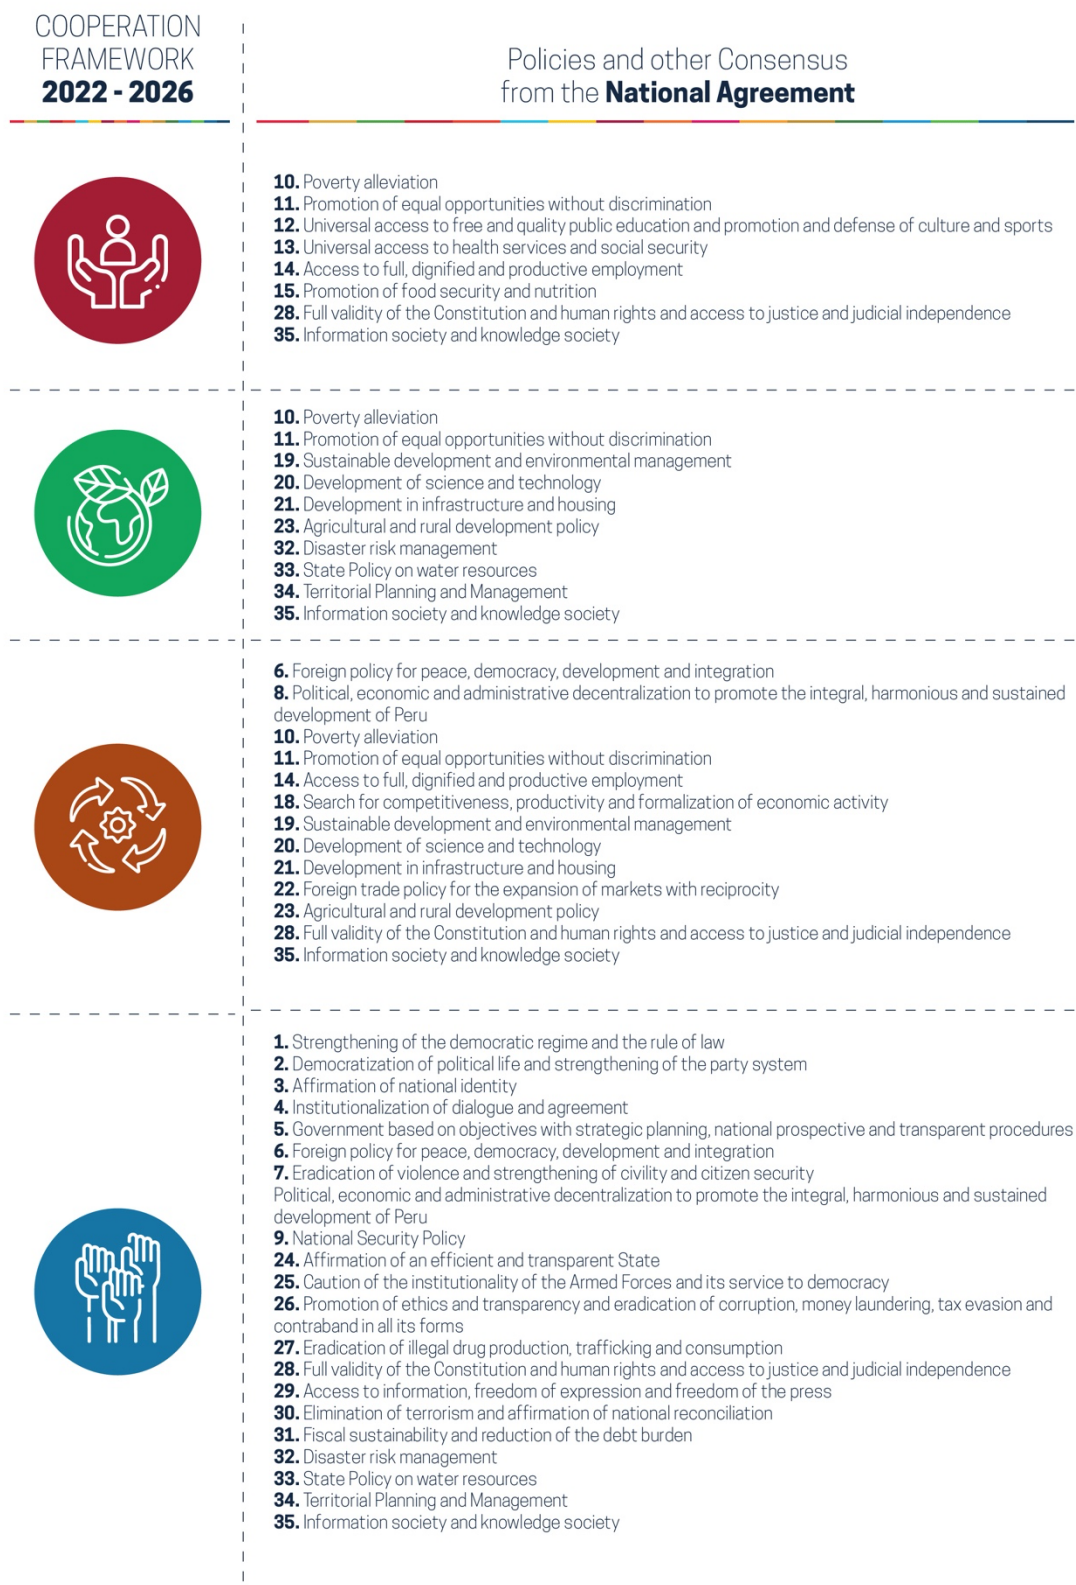 COOPERATION
FRAMEWORK
2022 - 2026
Policies and other Consensus
from the National Agreement
10. Poverty alleviation
11. Promotion of equal opportunities without discrimination
12. Universal access to free and quality public education and promotion and defense of culture and sports
13. Universal access to health services and social security
14. Access to full, dignified and productive employment
15. Promotion of food security and nutrition
28. Full validity of the Constitution and human rights and access to justice and judicial independence
35. Information society and knowledge society
10. Poverty alleviation
11. Promotion of equal opportunities without discrimination
19. Sustainable development and environmental management
20. Development of science and technology
21. Development in infrastructure and housing
23. Agricultural and rural development policy
32. Disaster risk management
33. State Policy on water resources
34. Territorial Planning and Management
35. Information society and knowledge society
6. Foreign policy for peace, democracy, development and integration
8. Political, economic and administrative decentralization to promote the integral, harmonious and sustained
development of Peru
10. Poverty alleviation
11. Promotion of equal opportunities without discrimination
14. Access to full, dignified and productive employment
18. Search for competitiveness, productivity and formalization of economic activity
19. Sustainable development and environmental management
20. Development of science and technology
21. Development in infrastructure and housing
22. Foreign trade policy for the expansion of markets with reciprocity
23. Agricultural and rural development policy
28. Full validity of the Constitution and human rights and access to justice and judicial independence
35. Information society and knowledge society
1. Strengthening of the democratic regime and the rule of law
2. Democratization of political life and strengthening of the party system
3. Affirmation of national identity
4. Institutionalization of dialogue and agreement
5. Government based on objectives with strategic planning, national prospective and transparent procedures
6. Foreign policy for peace, democracy, development and integration
7. Eradication of violence and strengthening of civility and citizen security
Political, economic and administrative decentralization to promote the integral, harmonious and sustained
development of Peru
9. National Security Policy
24. Affirmation of an efficient and transparent State
25. Caution of the institutionality of the Armed Forces and its service to democracy
26. Promotion of ethics and transparency and eradication of corruption, money laundering, tax evasion and
contraband in all its forms
27. Eradication of illegal drug production, trafficking and consumption
28. Full validity of the Constitution and human rights and access to justice and judicial independence
29. Access to information, freedom of expression and freedom of the press
30. Elimination of terrorism and affirmation of national reconciliation
31. Fiscal sustainability and reduction of the debt burden
32. Disaster risk management
33. State Policy on water resources
34. Territorial Planning and Management
35. Information society and knowledge society